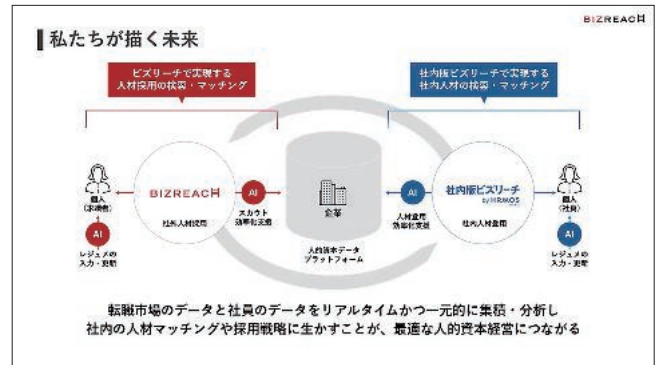 BIZREACH
私たちが描く未来
ビズリーチで実現する
人材採用の検索・マッチング
社内版ビズリーチで実現する
社内人材の検索・マッチング
個人
(求職者)
AI
レジュメの
入力・更新
BIZREACH
社外人材採用
AI
スカウト
効率化支援
企業
人的資本データ
プラットフォーム
AI
人材登用
効率化支援
社内版ビズリーチ
by HRMOS
社内人材登用
個人
(社員)
AI
レジュメの
入力・更新
転職市場のデータと社員のデータをリアルタイムかつ一元的に集積・分析し
社内の人材マッチングや採用戦略に生かすことが、最適な人的資本経営につながる